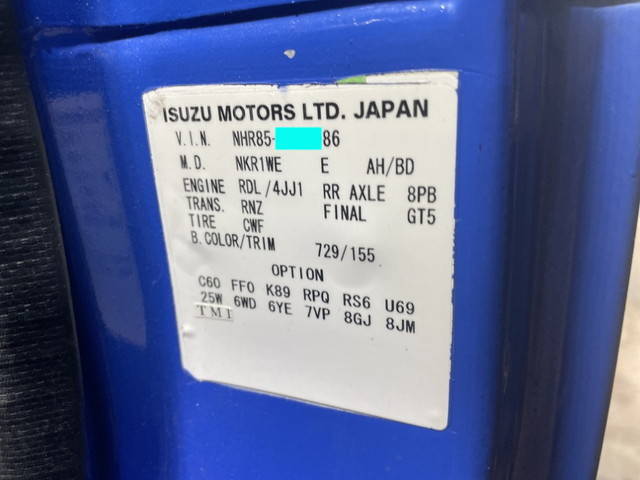 ISUZU MOTORS LTD. JAPAN
V.I.N. NHR85- 86
M.D. NKR1WE E AH/BD
ENGINE RDL/4JJ1 RR AXLE 8PB
TRANS. RNZ FINAL GT5
TIRE CWF
B.COLOR/TRIM 729/155
OPTION
C60 FF0 K89 RPQ RS6 U69
25W 6WD 6YE 7VP 8GJ 8JM
TMI